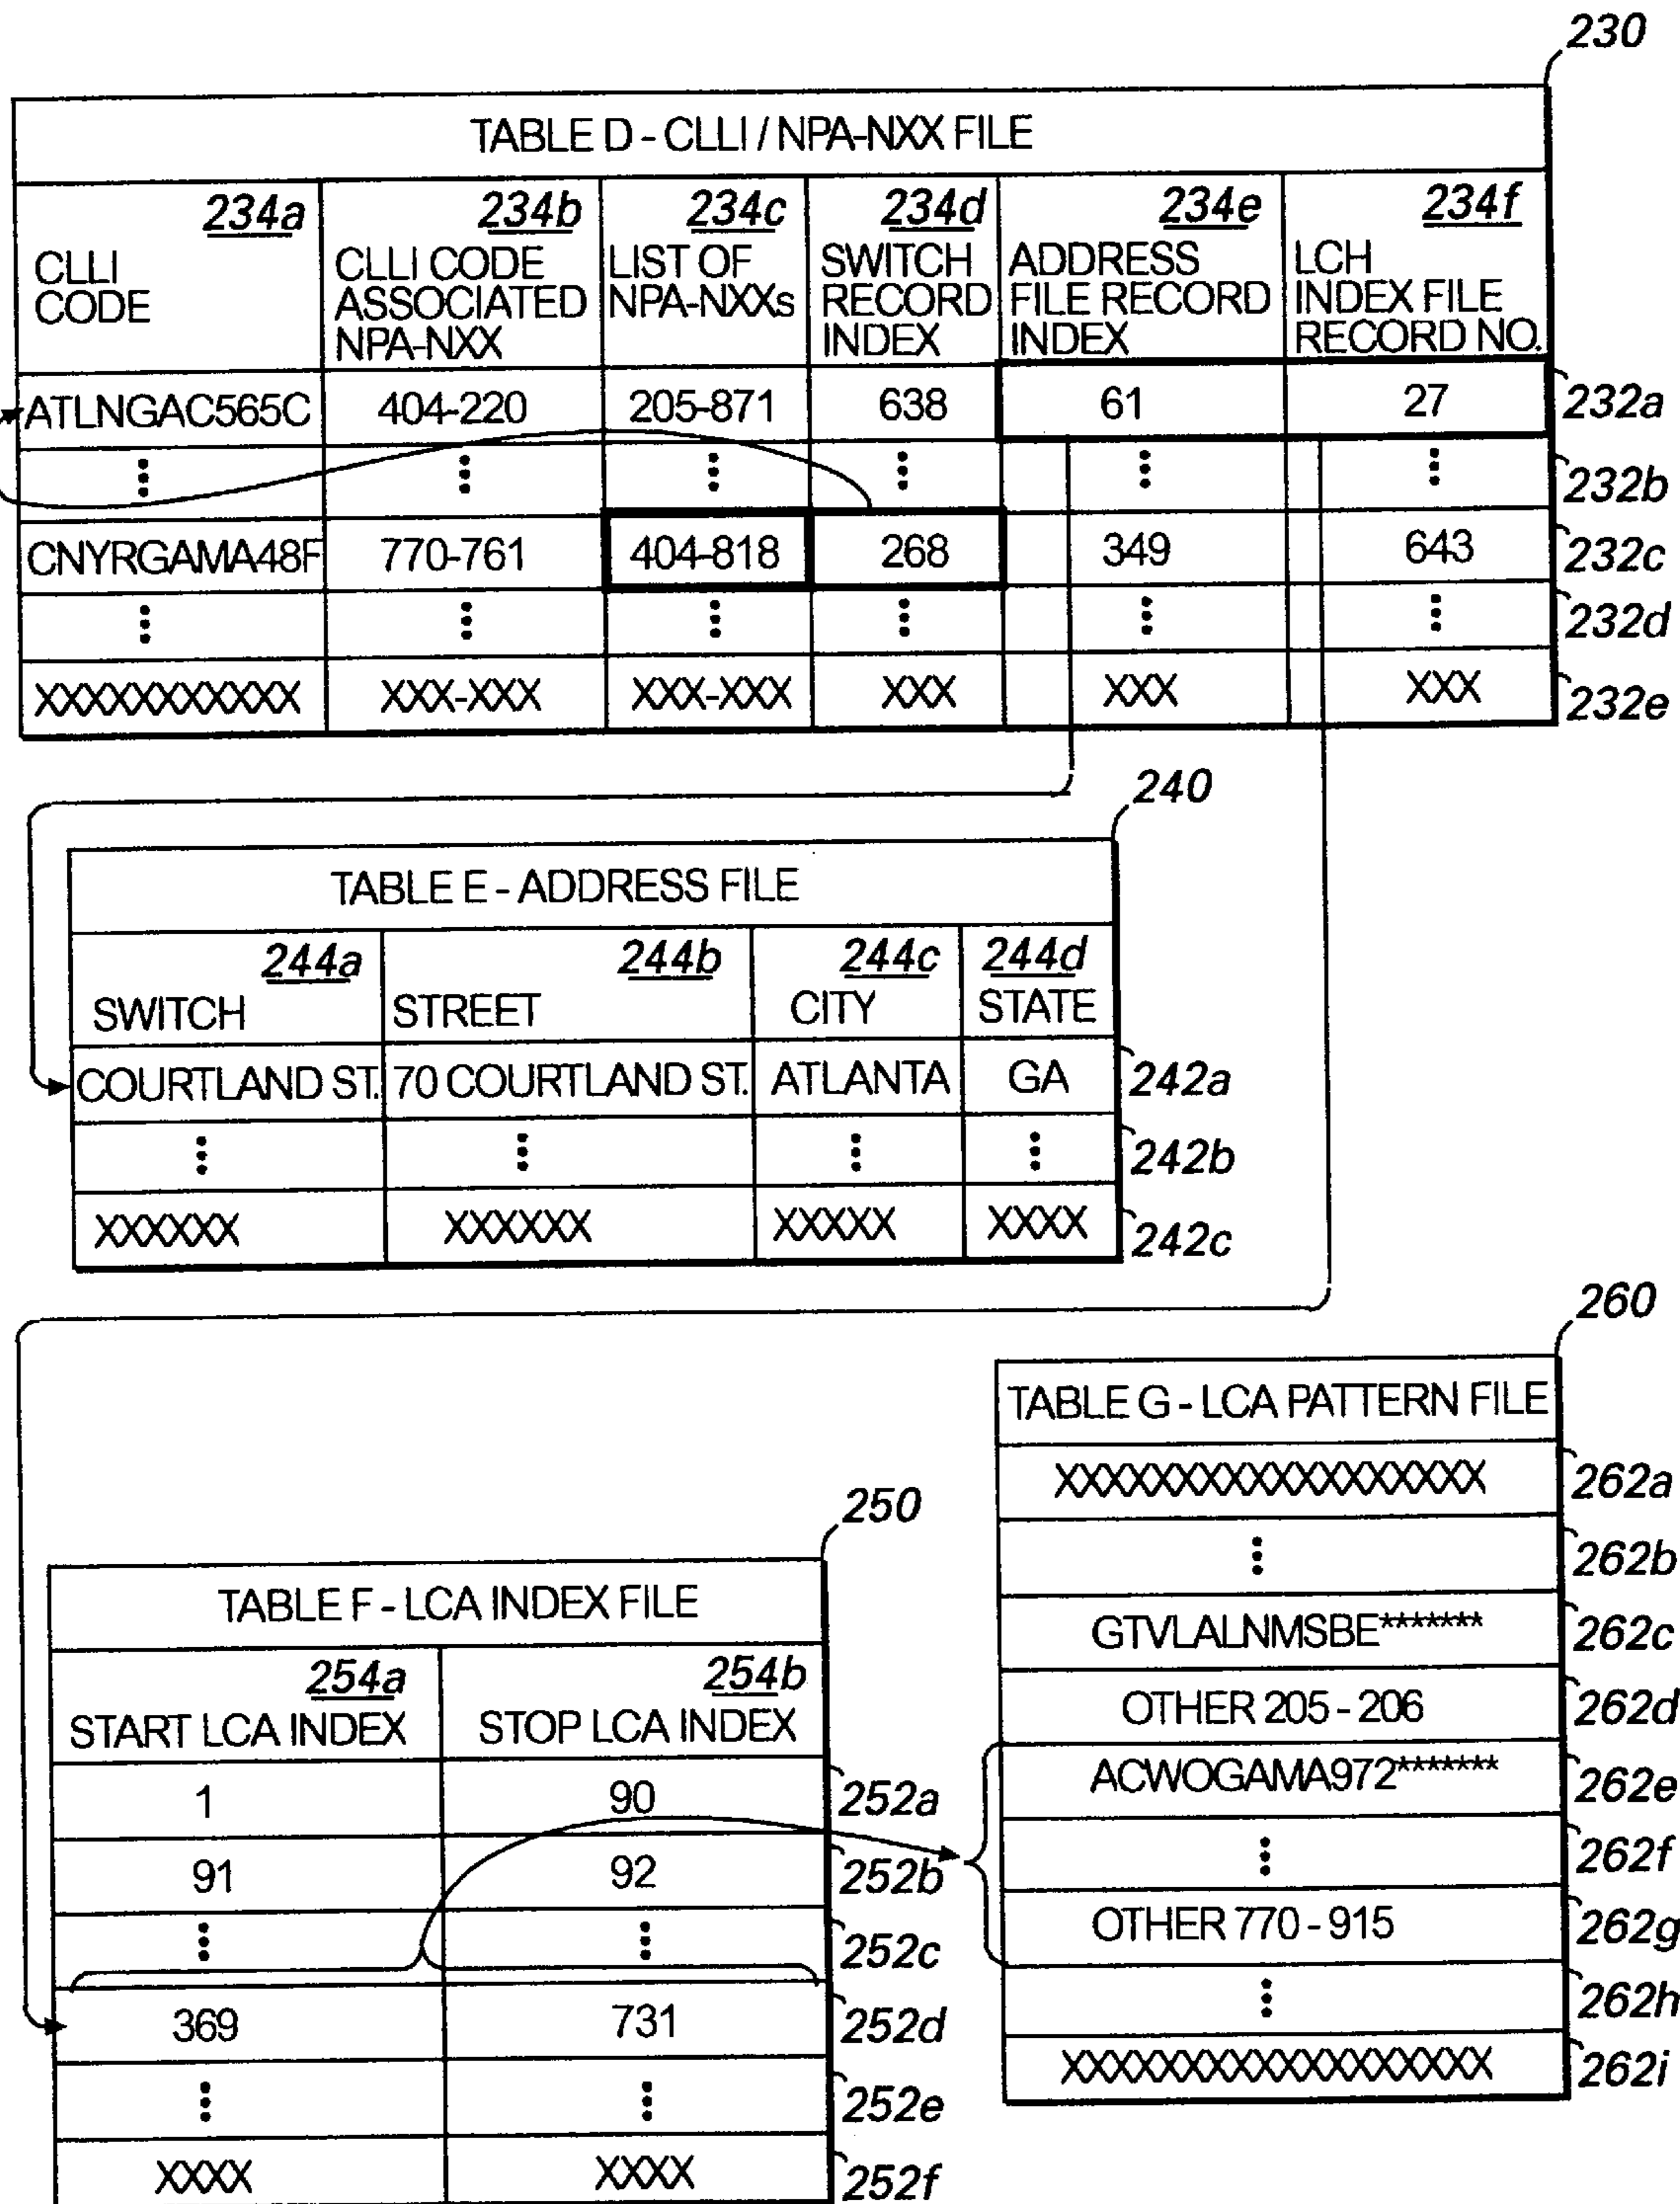 230
TABLE D - CLLI / NPA-NXX FILE
234a 234b 234c 234d 234e 234f
CLLI CODE
CLLI CODE ASSOCIATED NPA-NXX
LIST OF NPA-NXXs
SWITCH RECORD INDEX
ADDRESS FILE RECORD INDEX
LCH INDEX FILE RECORD NO.
ATLNGAC565C 404-220 205-871 638 61 27 232a
232b
CNYRGAMA48F 770-761 404-818 268 349 643 232c
232d
XXXXXXXXXXX XXX-XXX XXX-XXX XXX XXX XXX 232e
240
TABLE E - ADDRESS FILE
244a 244b 244c 244d
SWITCH STREET CITY STATE
COURTLAND ST. 70 COURTLAND ST. ATLANTA GA 242a
242b
XXXXXX XXXXXX XXXXX XXXX 242c
250
TABLE F - LCA INDEX FILE
254a 254b
START LCA INDEX STOP LCA INDEX
1 90 252a
91 92 252b
252c
369 731 252d
252e
XXXX XXXX 252f
260
TABLE G - LCA PATTERN FILE
XXXXXXXXXXXXXXXXXX 262a
262b
GTVLALNMSBE******* 262c
OTHER 205 - 206 262d
ACWOGAMA972******* 262e
262f
OTHER 770 - 915 262g
262h
XXXXXXXXXXXXXXXXXX 262i